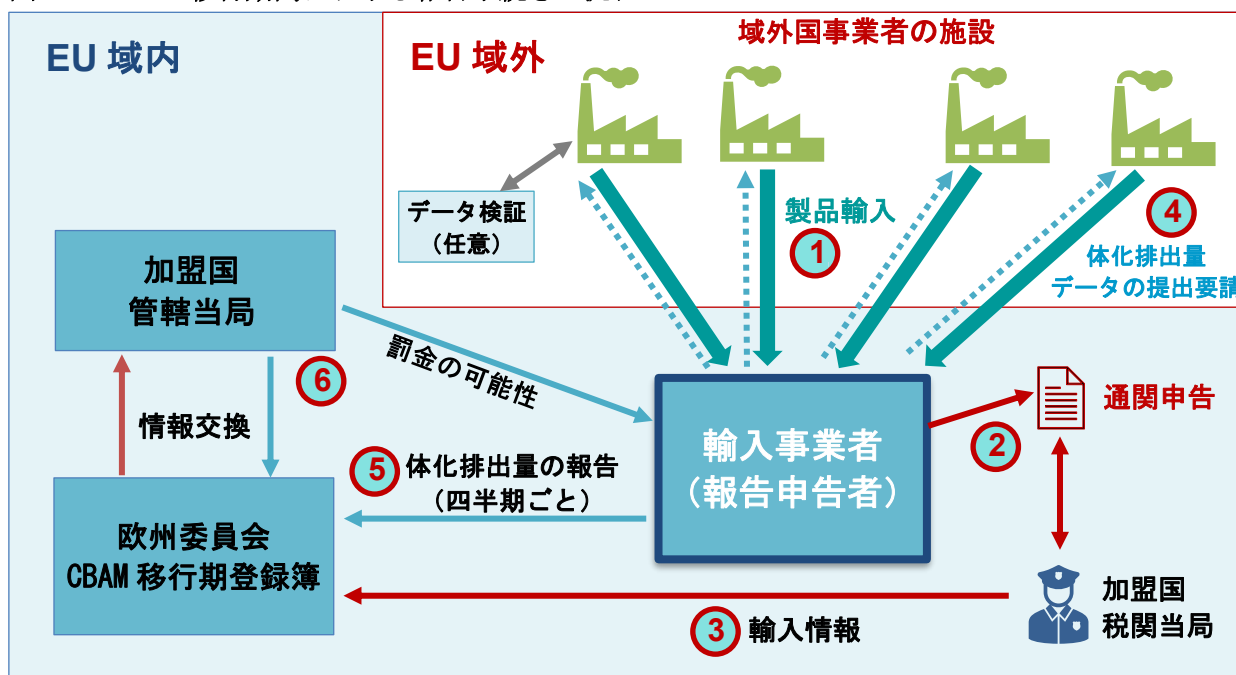 EU 域内
EU 域外
域外国事業者の施設
データ検証
（任意）
製品輸入
1
4
体化排出量
データの提出要請
加盟国
管轄当局
罰金の可能性
6
情報交換
輸入事業者
（報告申告者）
通関申告
2
5
体化排出量の報告
（四半期ごと）
欧州委員会
CBAM 移行期登録簿
加盟国
税関当局
3
輸入情報